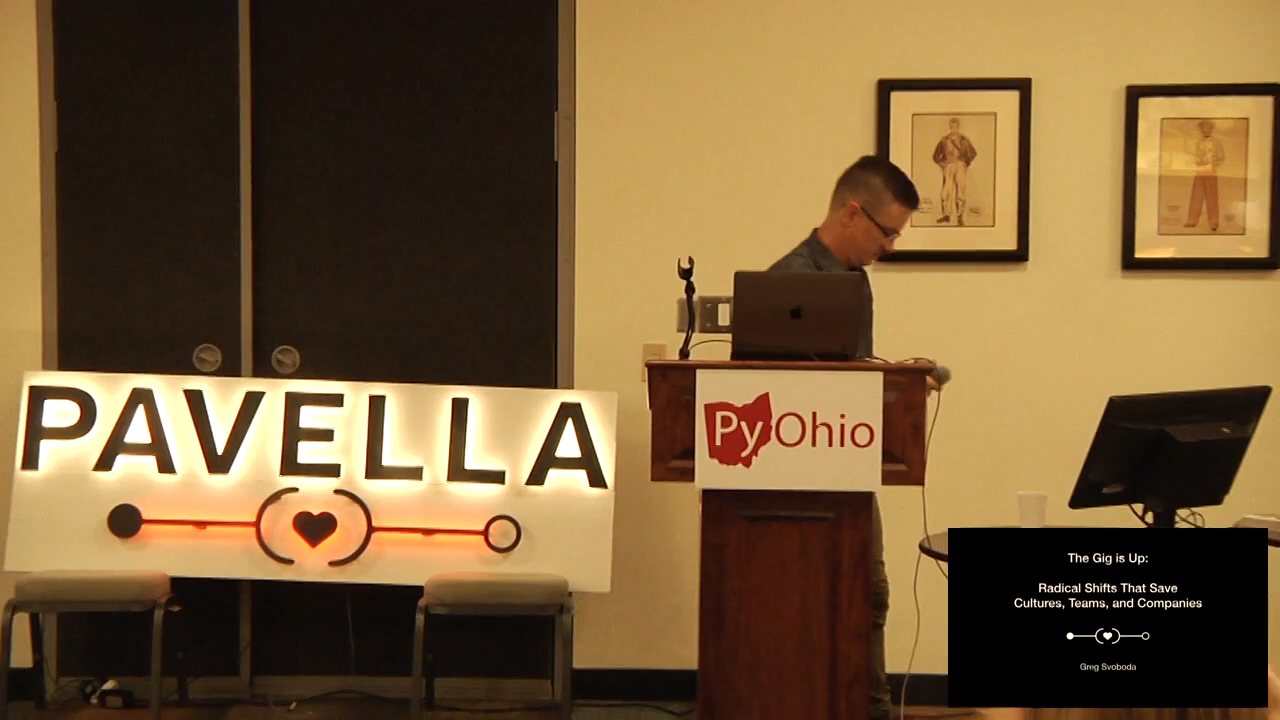 PAVELLA
PyOhio
The Gig is Up:
Radical Shifts That Save
Cultures, Teams, and Companies
Greg Svoboda